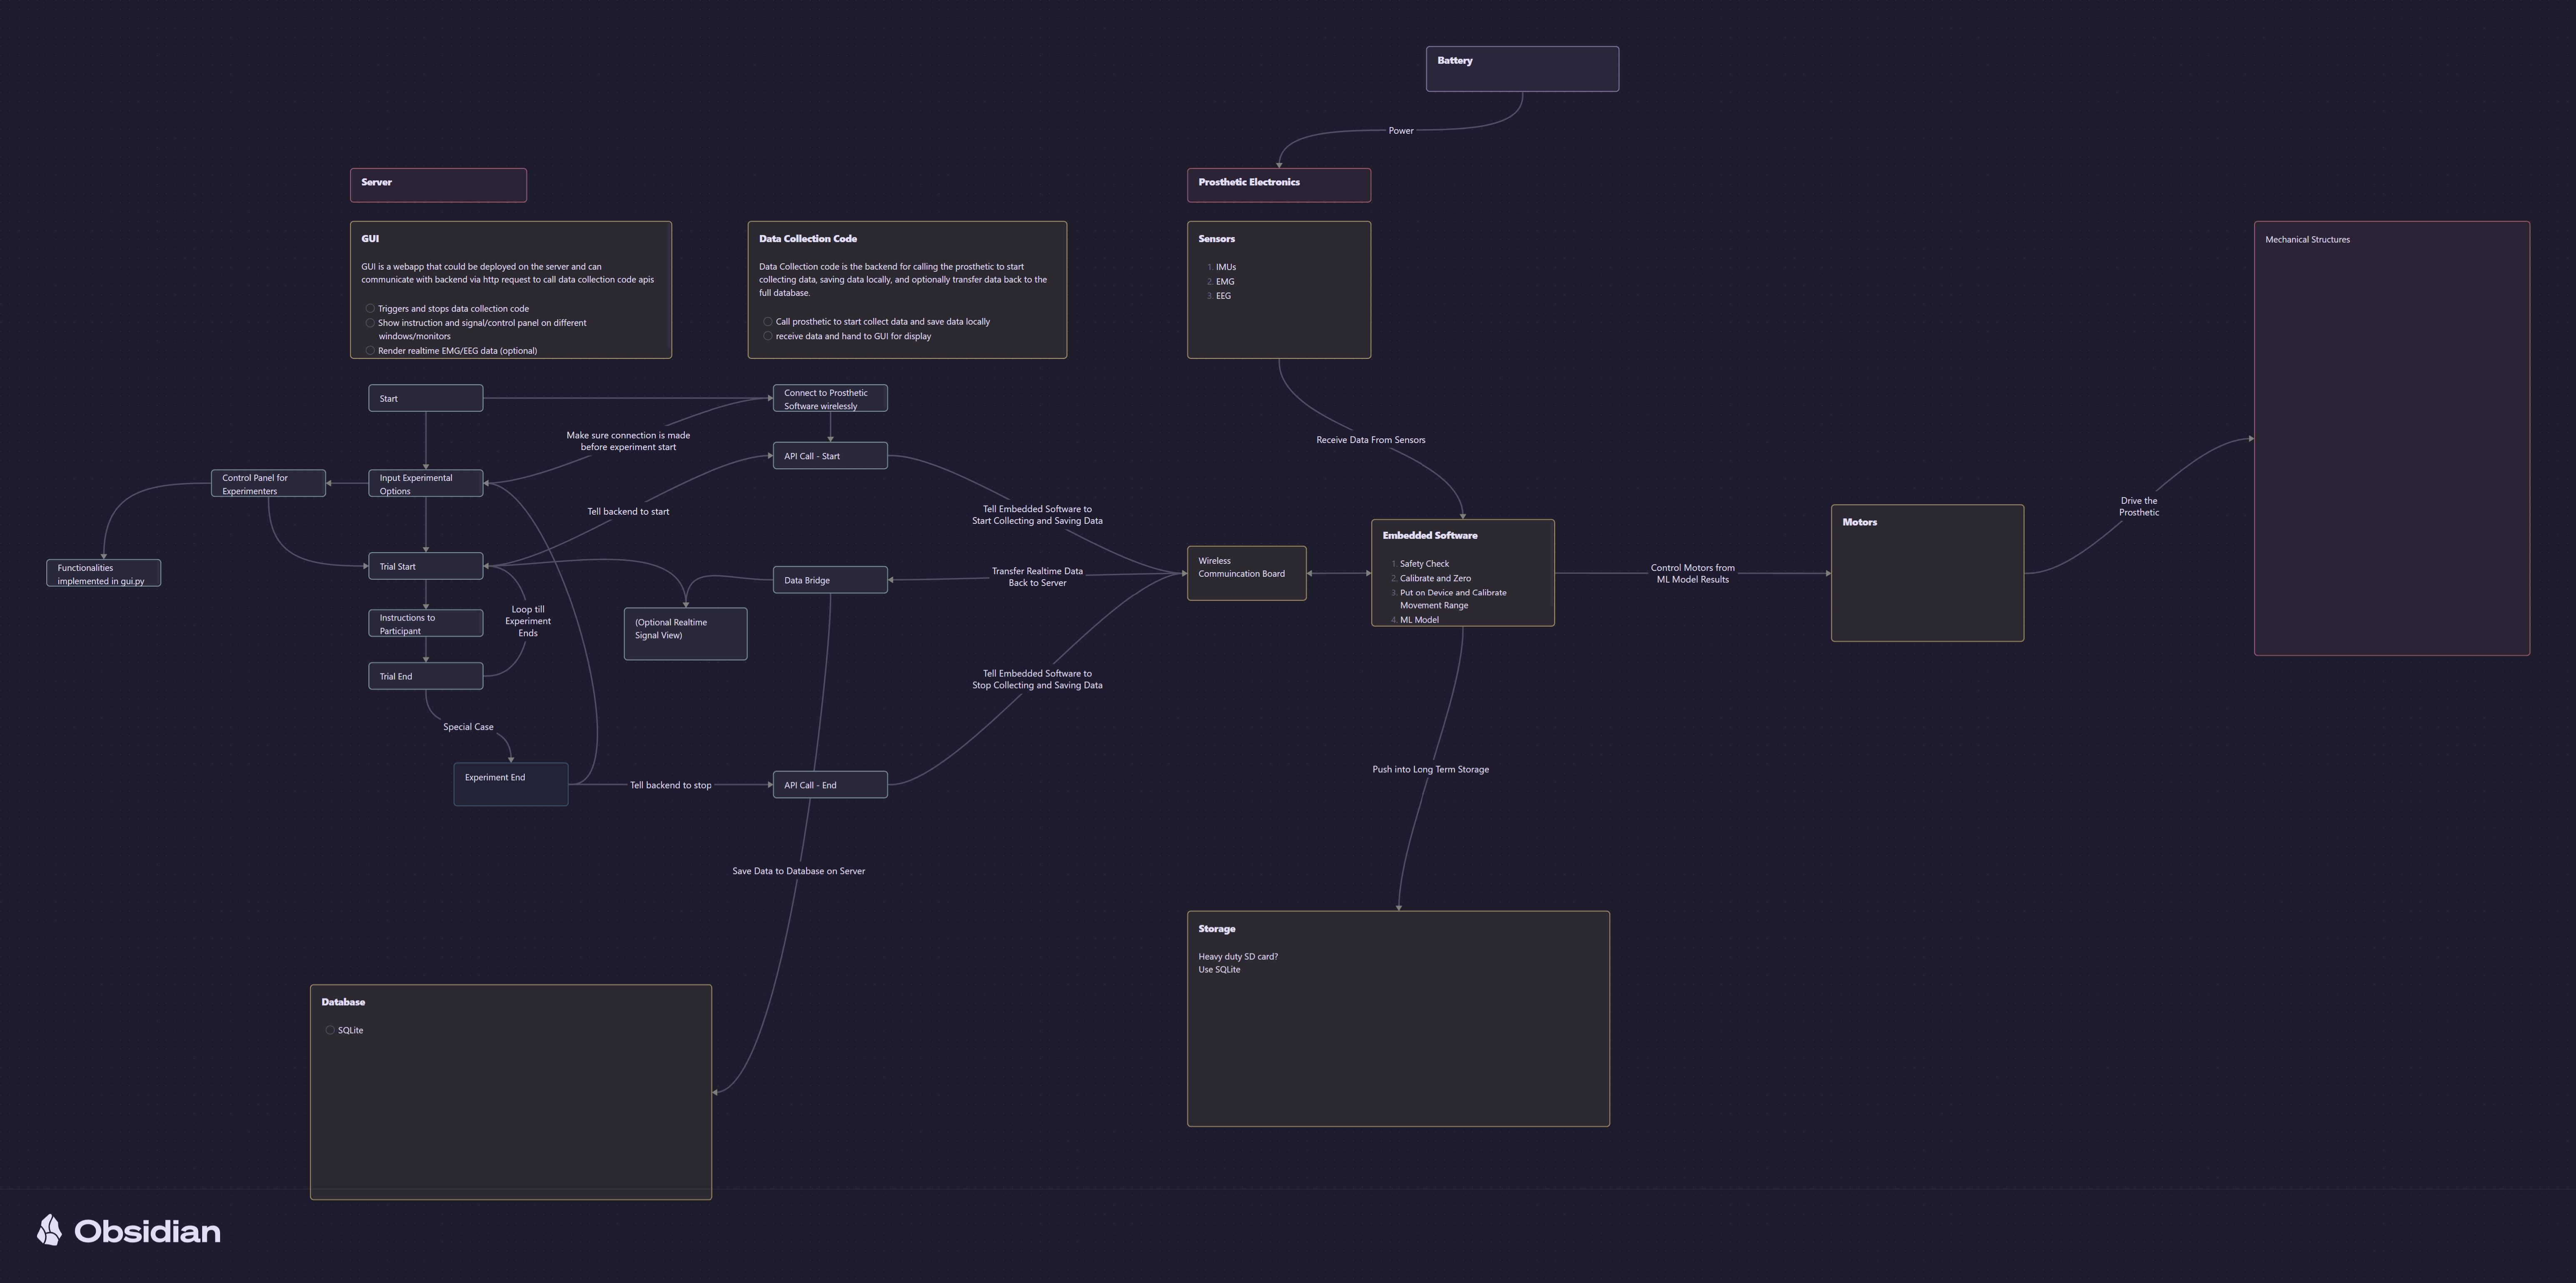 Battery
Power
Server
Prosthetic Electronics
GUI
GUI is a webapp that could be deployed on the server and can
communicate with backend via http request to call data collection code apis
Triggers and stops data collection code
Show instruction and signal/control panel on different
windows/monitors
Render realtime EMG/EEG data (optional)
Data Collection Code
Data Collection code is the backend for calling the prosthetic to start
collecting data, saving data locally, and optionally transfer data back to the
full database.
Call prosthetic to start collect data and save data locally
receive data and hand to GUI for display
Sensors
1. IMUs
2. EMG
3. EEG
Mechanical Structures
Start
Connect to Prosthetic
Software wirelessly
Make sure connection is made
before experiment start
API Call - Start
Receive Data From Sensors
Control Panel for
Experimenters
Input Experimental
Options
Tell backend to start
Tell Embedded Software to
Start Collecting and Saving Data
Drive the
Prosthetic
Motors
Embedded Software
1. Safety Check
2. Calibrate and Zero
3. Put on Device and Calibrate
Movement Range
4. ML Model
Wireless
Commuincation Board
Control Motors from
ML Model Results
Functionalities
implemented in gui.py
Trial Start
Data Bridge
Transfer Realtime Data
Back to Server
Loop till
Experiment
Ends
Instructions to
Participant
(Optional Realtime
Signal View)
Trial End
Tell Embedded Software to
Stop Collecting and Saving Data
Special Case
Experiment End
Tell backend to stop
API Call - End
Push into Long Term Storage
Save Data to Database on Server
Storage
Heavy duty SD card?
Use SQLite
Database
SQLite
Obsidian